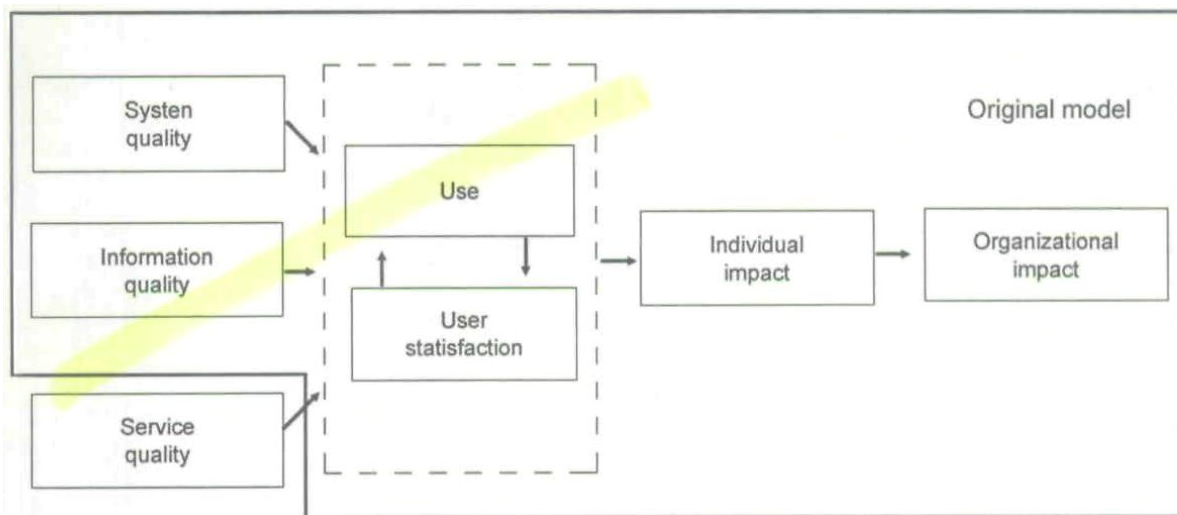 Systen
quality
Original model
Use
Information
quality
Individual
impact
Organizational
impact
User
statisfaction
Service
quality